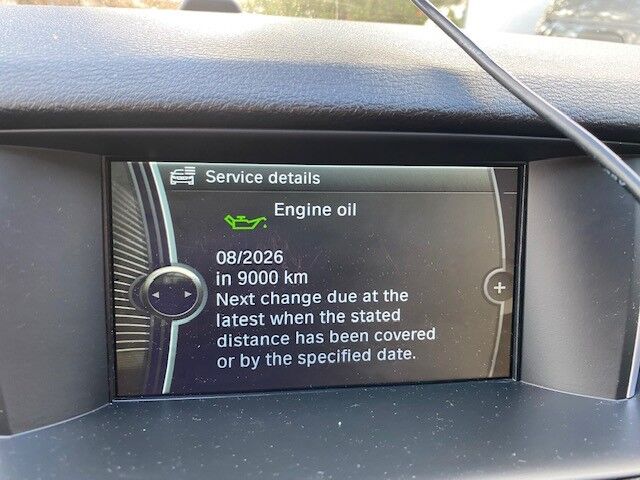 Service details
Engine oil
08/2026
in 9000 km
Next change due at the
latest when the stated
distance has been covered
or by the specified date.